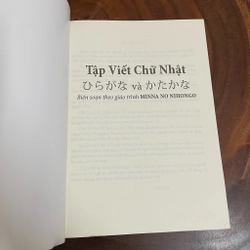 Tập Viết Chữ Nhật
ひらがな và かたかな
Biên soạn theo giáo trình MINNA NO NIHONGO